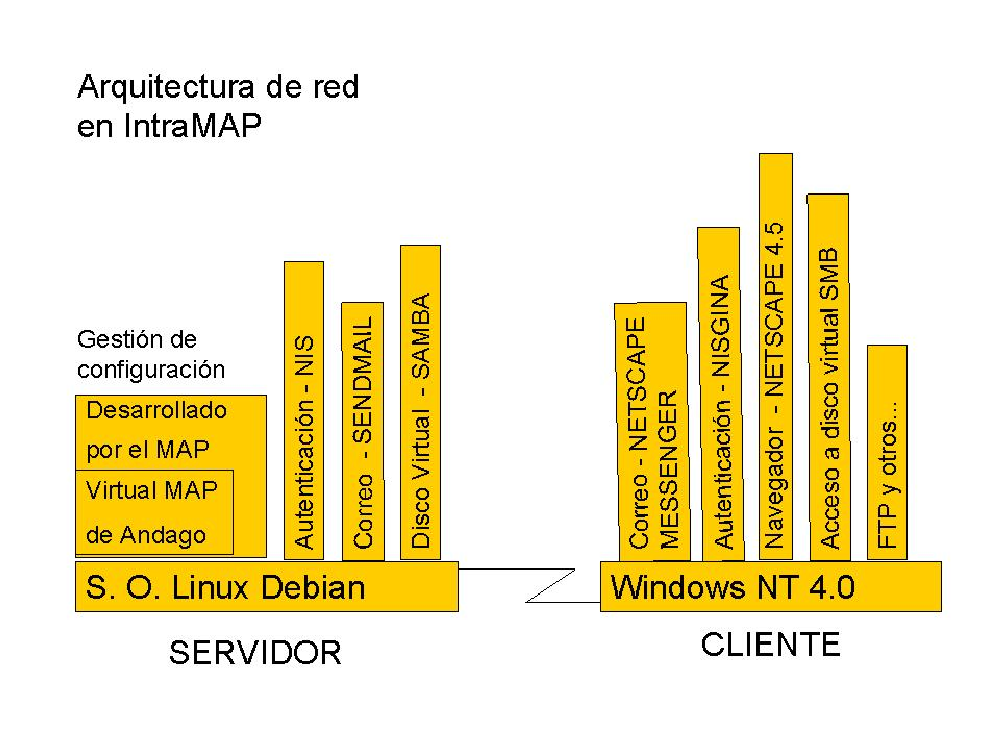 Arquitectura de red
en IntraMAP
Gestión de
configuración
Desarrollado
por el MAP
Virtual MAP
de Andago
Autenticación - NIS
Correo - SENDMAIL
Disco Virtual - SAMBA
S. O. Linux Debian
SERVIDOR
Correo - NETSCAPE
MESSENGER
Autenticación - NISGINA
Navegador - NETSCAPE 4.5
Acceso a disco virtual SMB
FTP y otros...
Windows NT 4.0
CLIENTE